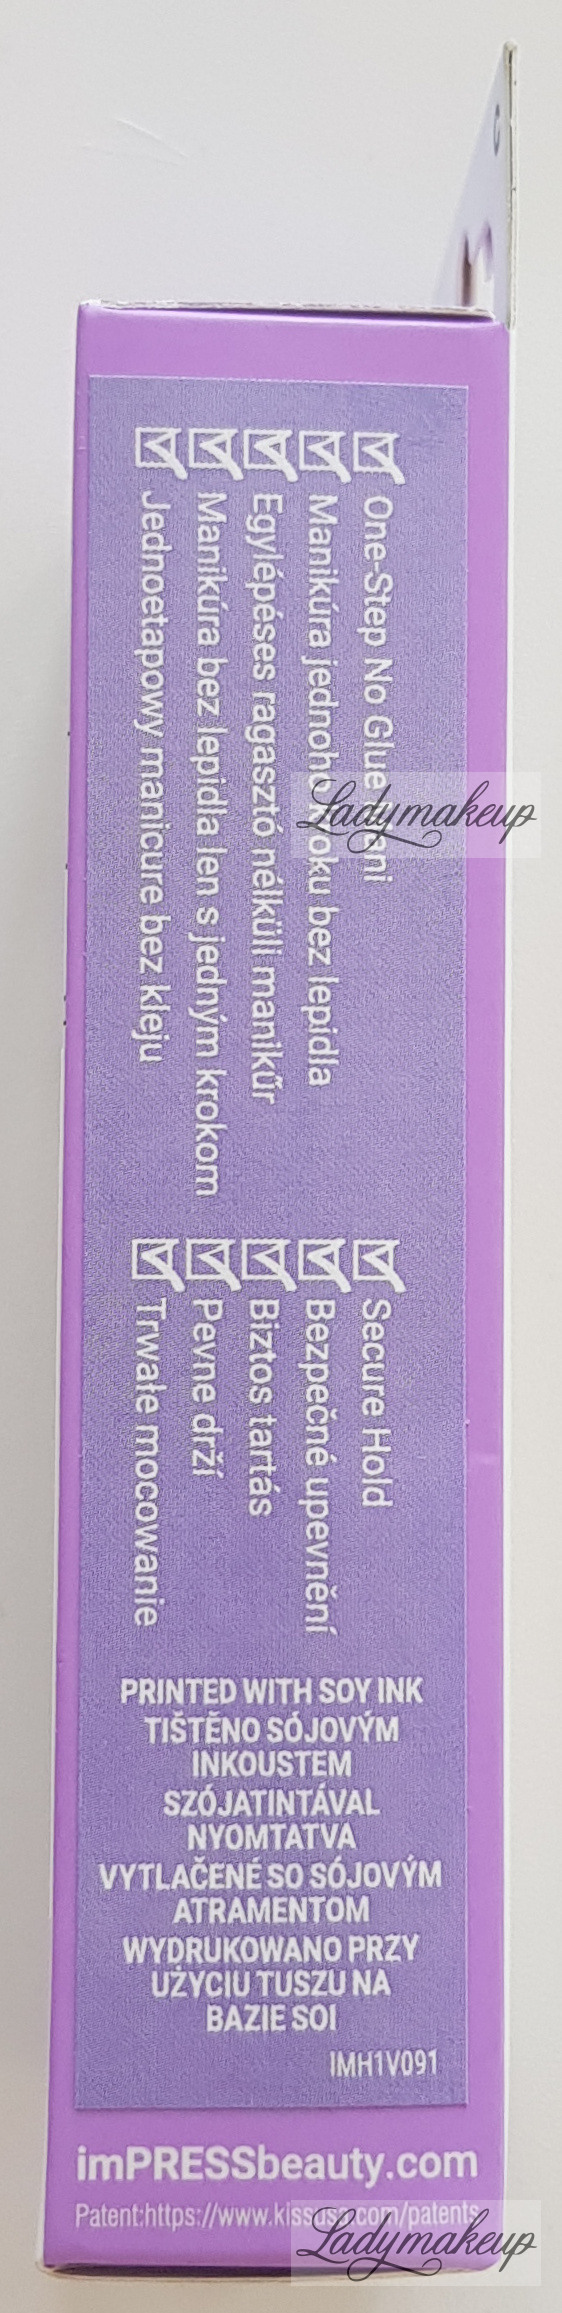 One-Step No Glue
Manikúra jednoho kroku bez lepidla
Egylépéses ragasztó nélküli manikűr
Manikúra bez lepidla len s jedným krokom
Jednoetapowy manicure bez kleju
Secure Hold
Bezpečné upevnění
Biztos tartás
Pevne drží
Trwałe mocowanie
PRINTED WITH SOY INK
TIŠTĚNO SÓJOVÝM
INKOUSTEM
SZÓJATINTÁVAL
NYOMTATVA
VYTLAČENÉ SO SÓJOVÝM
ATRAMENTOM
WYDRUKOWANO PRZY
UŻYCIU TUSZU NA
BAZIE SOI
IMH1V091
imPRESSbeauty.com
Patent:https://www.kissusa.com/patents
Ladymakeup
Ladymakeup